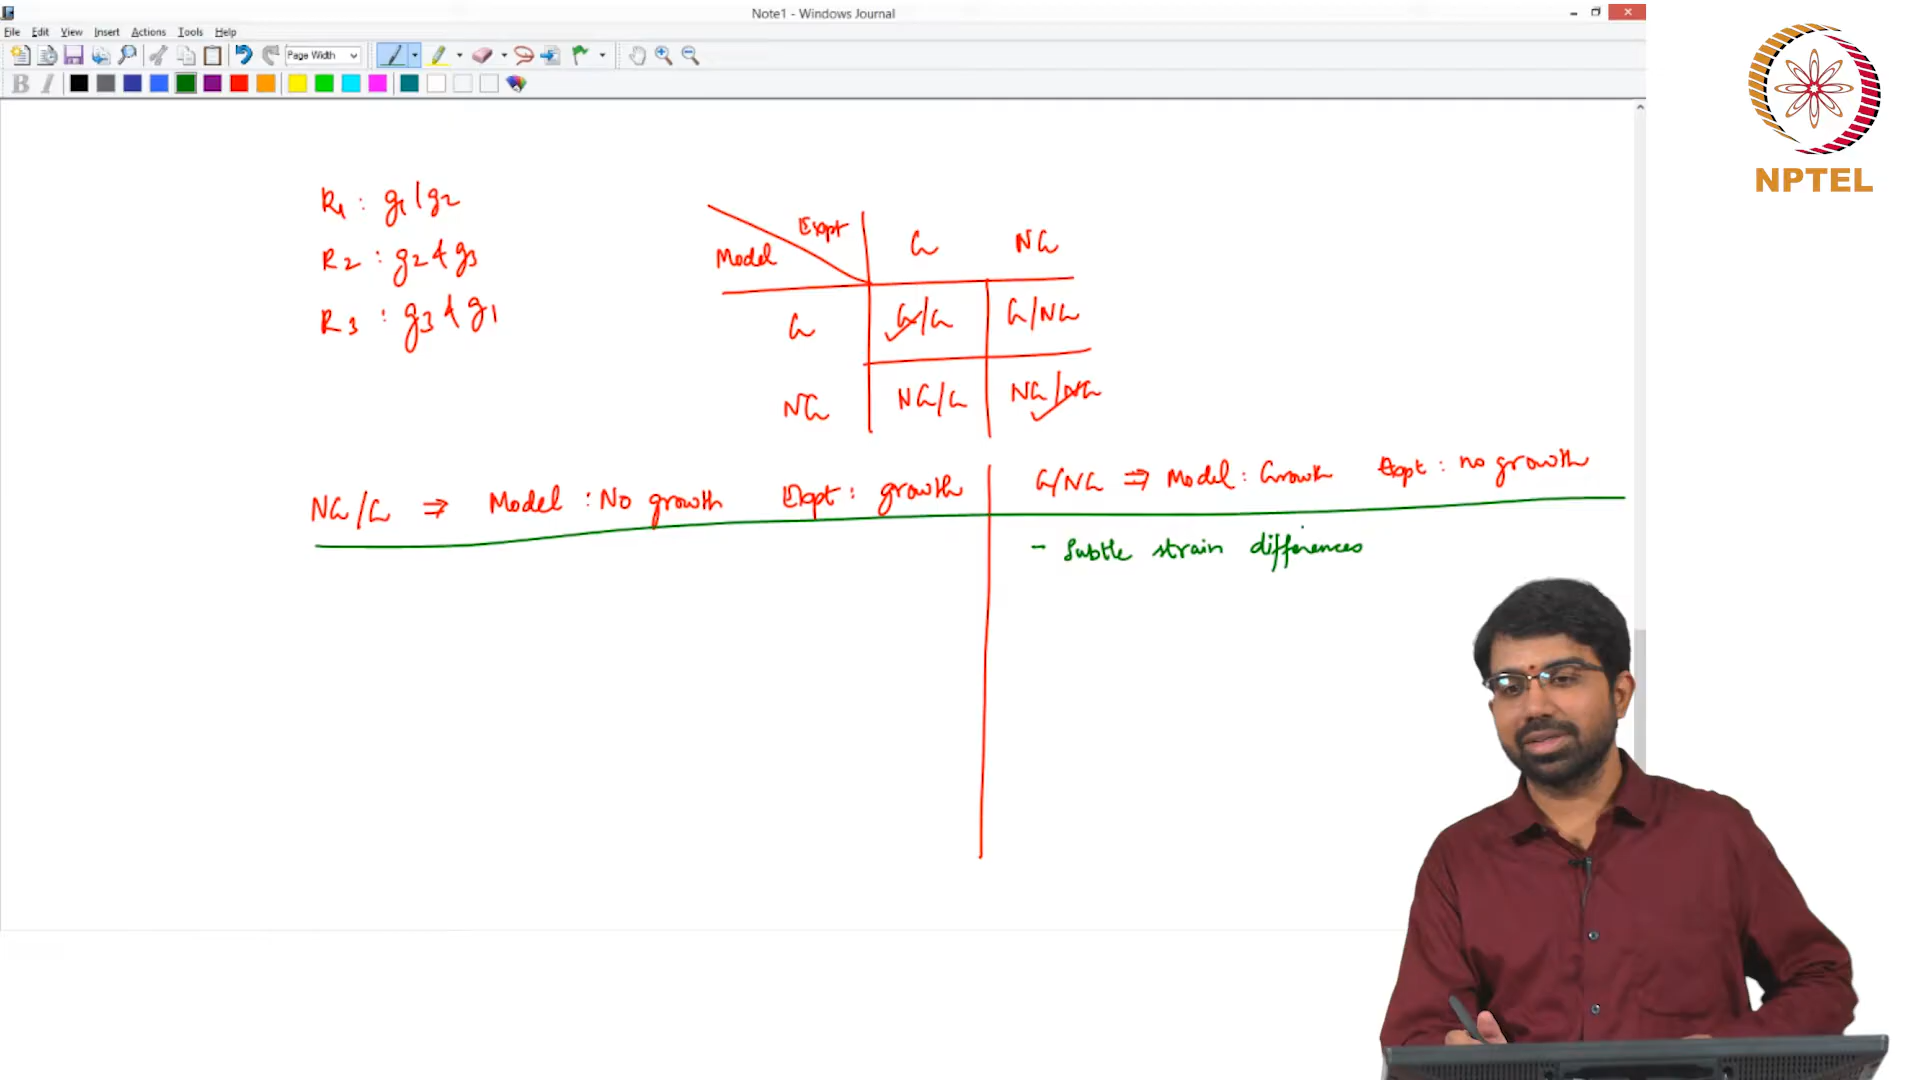 Note1 - Windows Journal
File Edit View Insert Actions Tools Help
Page Width
B I
NPTEL
R1 : g1 | g2
R2 : g2 & g3
R3 : g3 & g1
Expt
Model
G NG
G G/G G/NG
NG NG/G NG/NG
NG/G ⇒ Model : No growth Expt : growth
G/NG ⇒ Model : Growth Expt : no growth
- Subtle strain differences